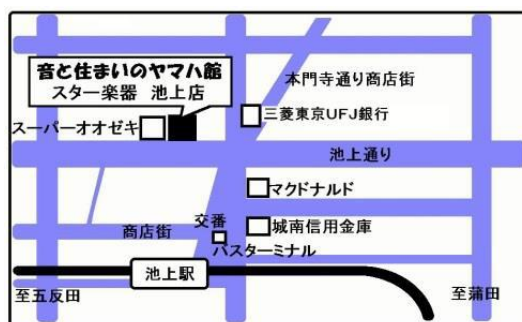 本門寺通り商店街
音と住まいのヤマハ館
スター楽器 池上店
スーパーオオゼキ
三菱東京UFJ銀行
池上通り
マクドナルド
交番
商店街
城南信用金庫
バスターミナル
池上駅
至五反田
至蒲田